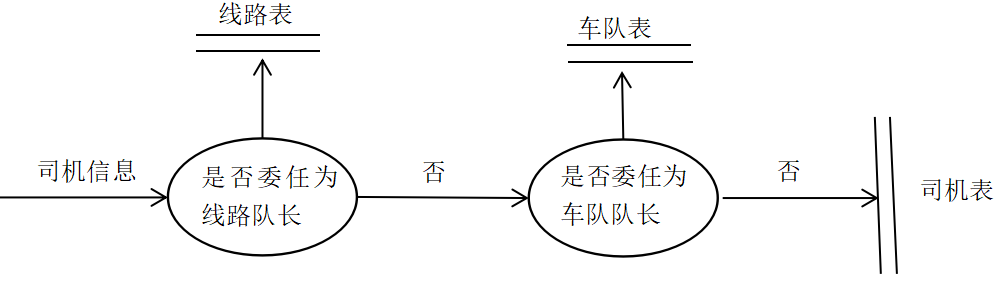 线路表
车队表
司机信息
是否委任为
线路队长
否
是否委任为
车队队长
否
司机表